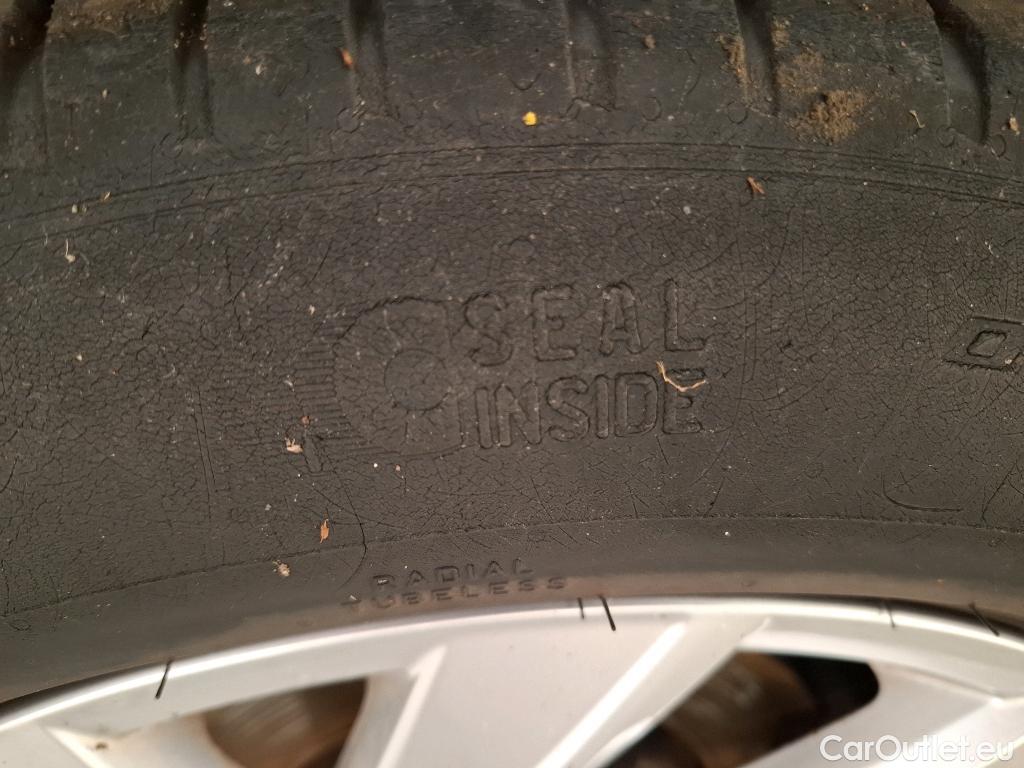 SEAL
INSIDE
RADIAL
TUBELESS
CarOutlet.eu